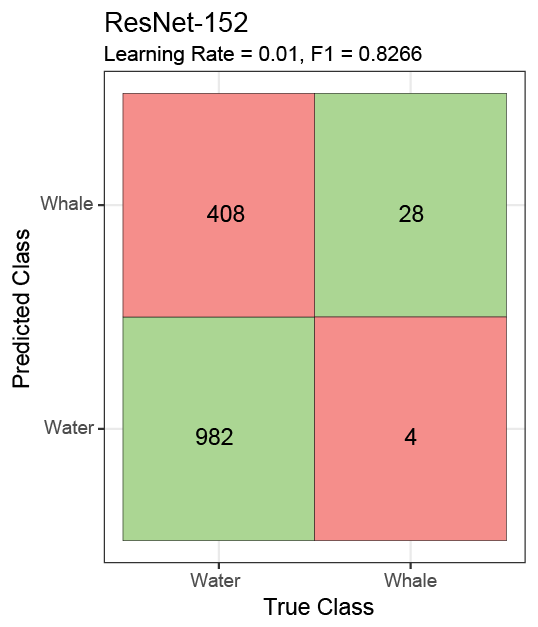 ResNet-152
Learning Rate = 0.01, F1 = 0.8266
Predicted Class
Whale
408
28
Water
982
4
Water
Whale
True Class